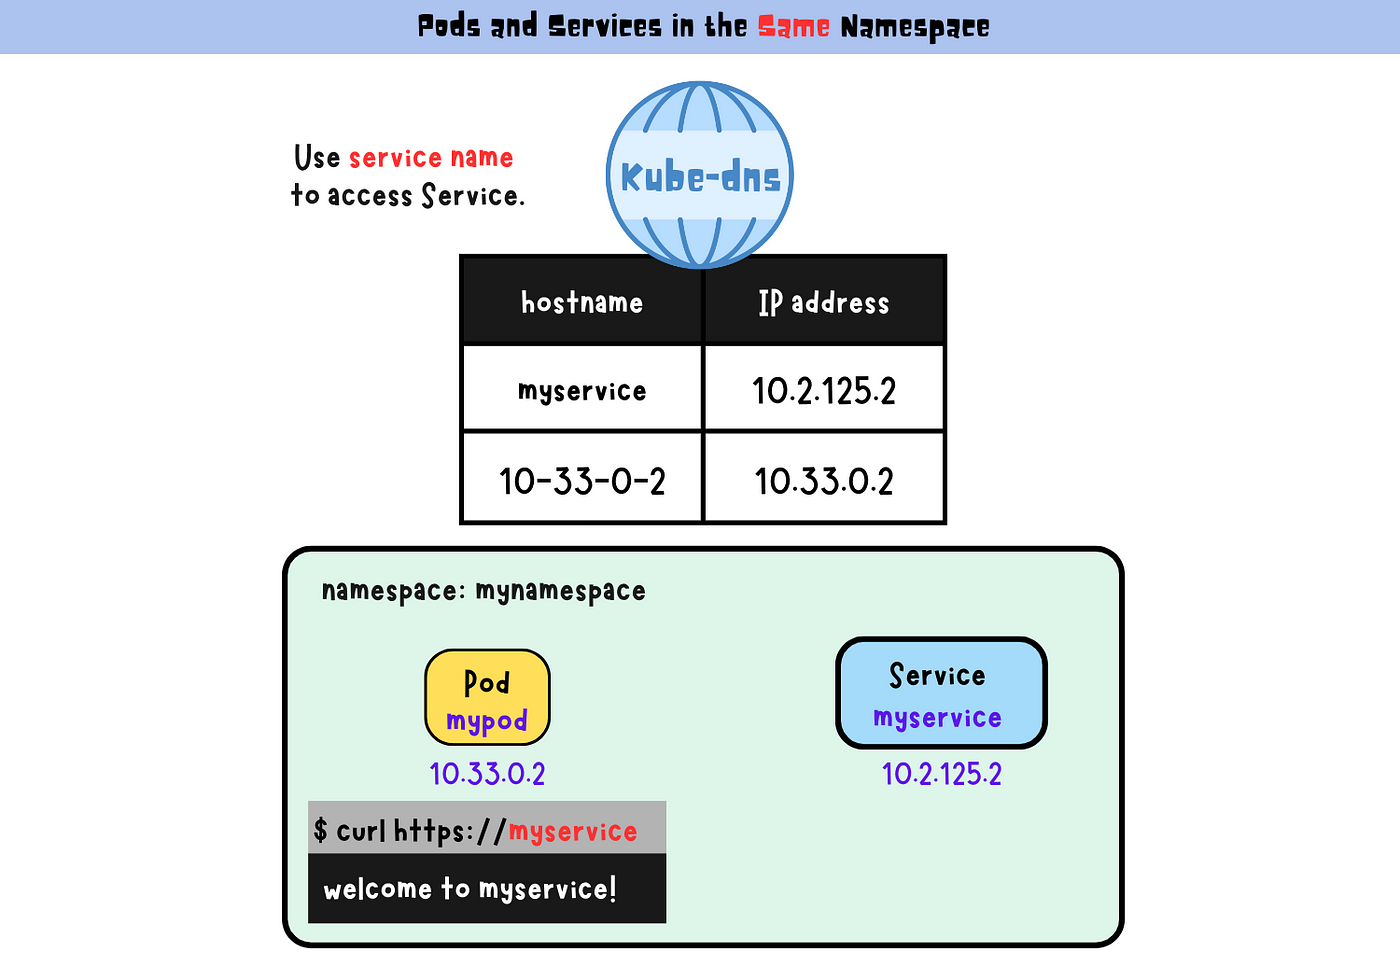 Pods and Services in the Same Namespace
Use service name
to access Service.
Kube-dns
hostname IP address
myservice 10.2.125.2
10-33-0-2 10.33.0.2
namespace: mynamespace
Pod
mypod
10.33.0.2
Service
myservice
10.2.125.2
$ curl https://myservice
welcome to myservice!